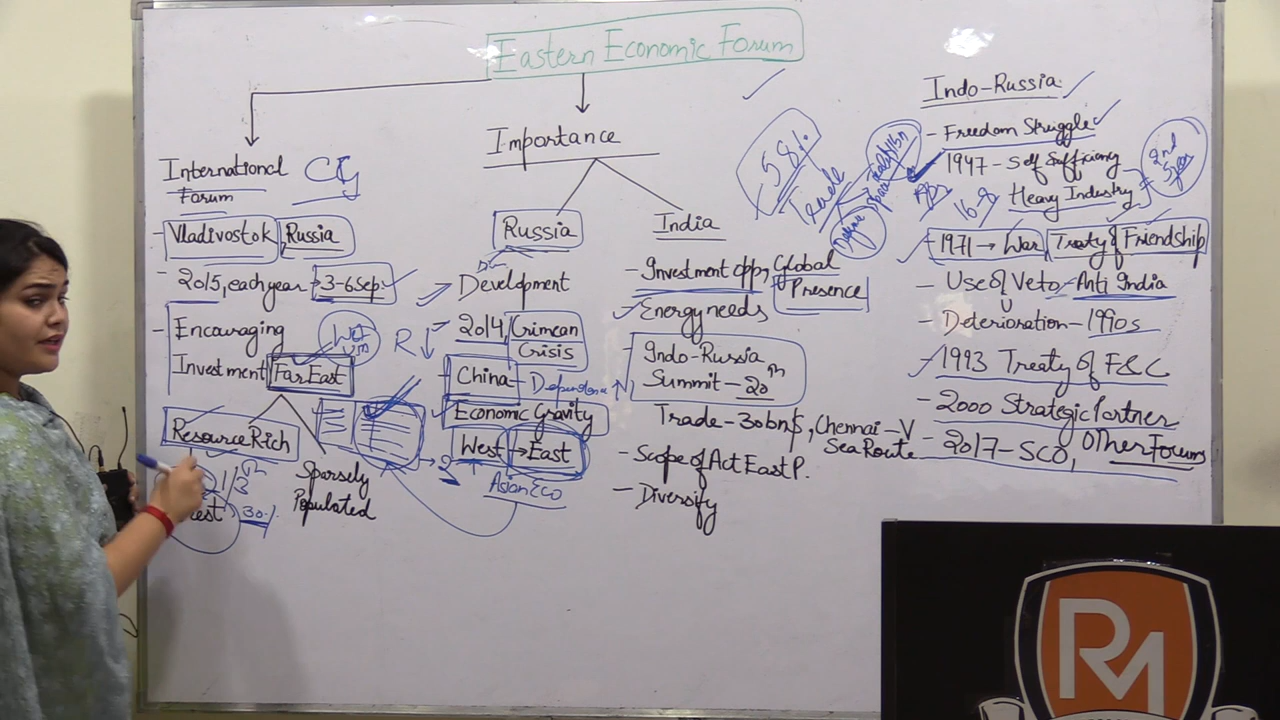 Eastern Economic Forum
International
Forum
- Vladivostok, Russia
- 2015, each year → 3-6 Sep
- Encouraging
Investment Far East
Resource Rich
30%
Sparsely
Populated
Importance
Russia
Development
2014, Crimean
Crisis
R ↓
China - Dependence ↑
Economic Gravity
West → East
Asian Eco
India
- Investment opp, Global
Presence
- Energy needs
Indo-Russia
Summit - 20th
Trade - 30bn$, Chennai - V
Sea Route
- Scope of Act East P.
- Diversify
58%
Trade
Indo-Russia
- Freedom Struggle
1947 - Self Sufficiency
Heavy Industry
2nd
5 year
- 1971 → War, Treaty of Friendship
- Use of Veto - Anti India
- Deterioration - 1990s
- 1993 Treaty of F&C
- 2000 Strategic Partner
- 2017 - SCO, Other Forums
RM